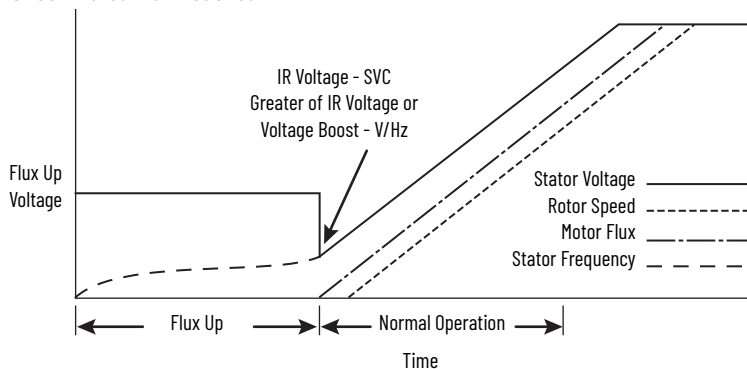 IR Voltage - SVC
Greater of IR Voltage or
Voltage Boost - V/Hz
Flux Up
Voltage
Stator Voltage
Rotor Speed
Motor Flux
Stator Frequency
Flux Up
Normal Operation
Time